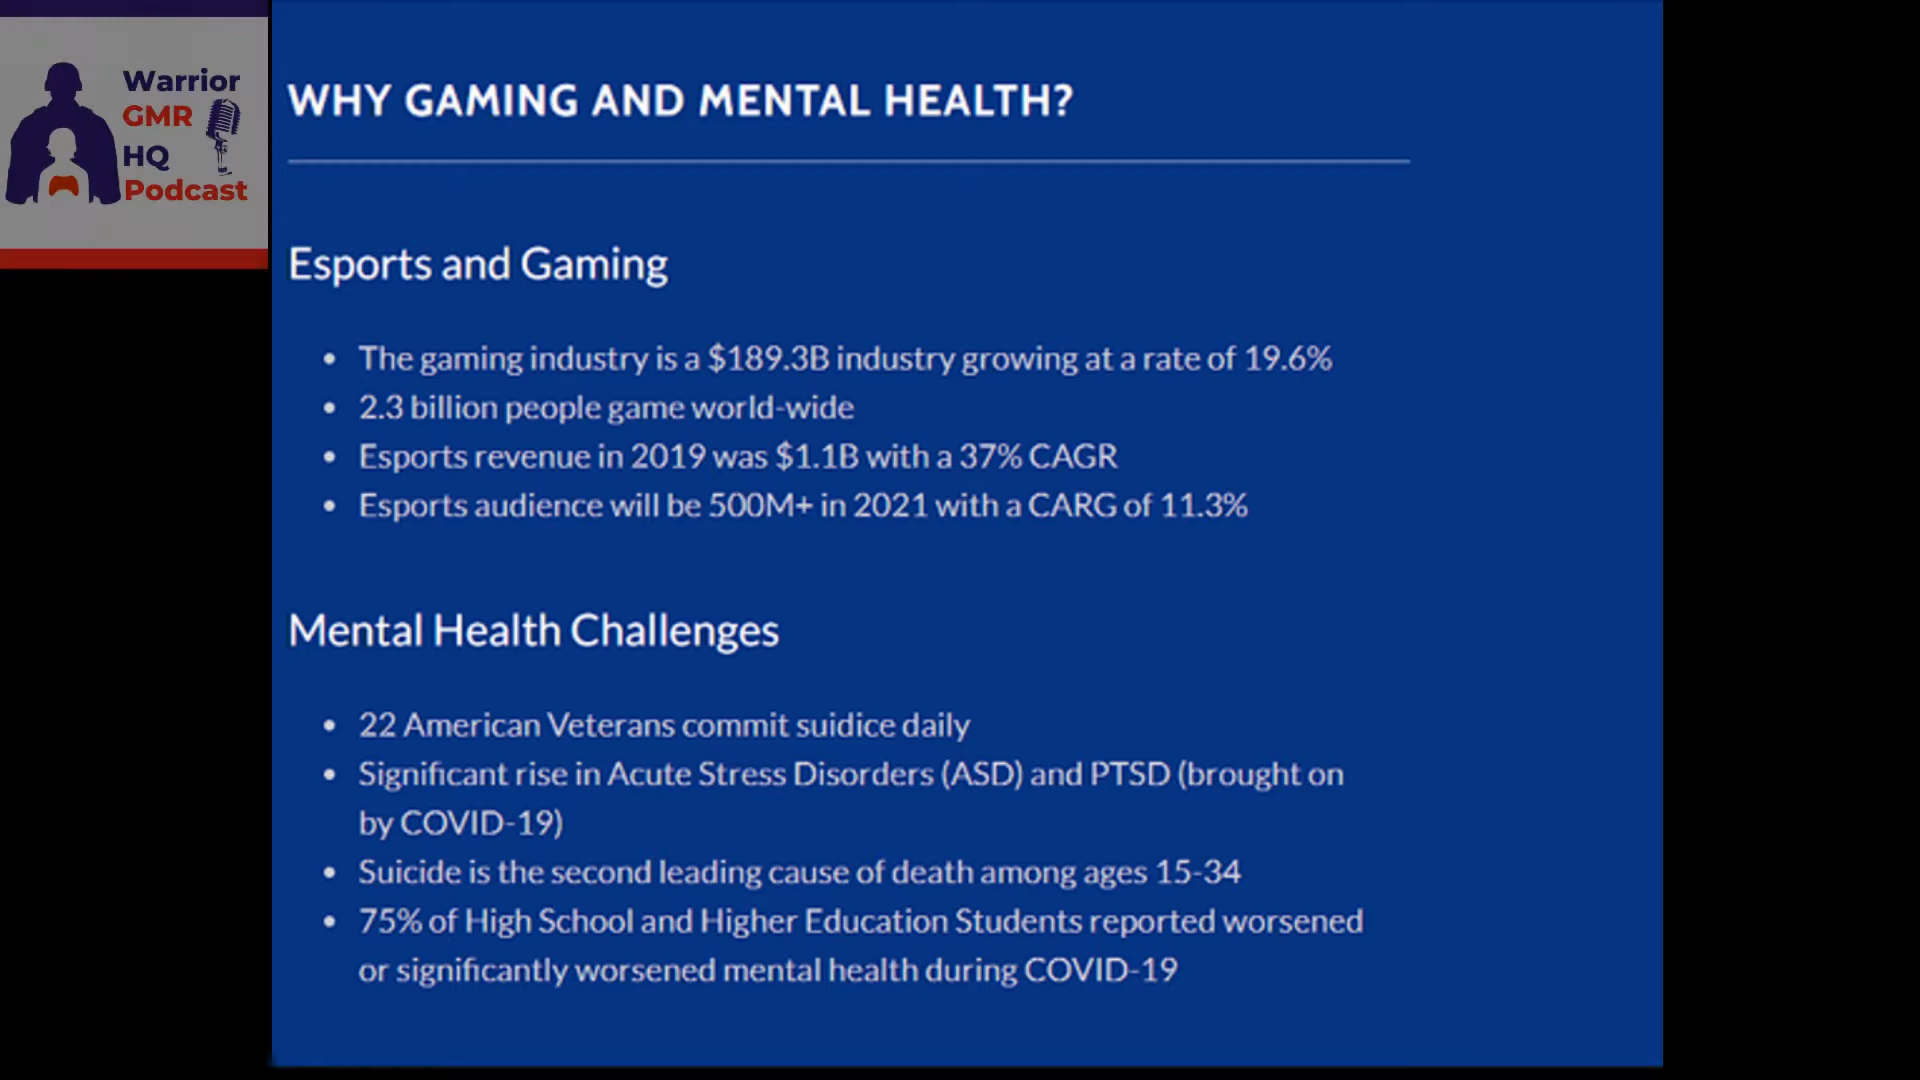 Warrior
GMR
HQ
Podcast
WHY GAMING AND MENTAL HEALTH?
Esports and Gaming
• The gaming industry is a $189.3B industry growing at a rate of 19.6%
• 2.3 billion people game world-wide
• Esports revenue in 2019 was $1.1B with a 37% CAGR
• Esports audience will be 500M+ in 2021 with a CARG of 11.3%
Mental Health Challenges
• 22 American Veterans commit suidice daily
• Significant rise in Acute Stress Disorders (ASD) and PTSD (brought on
by COVID-19)
• Suicide is the second leading cause of death among ages 15-34
• 75% of High School and Higher Education Students reported worsened
or significantly worsened mental health during COVID-19